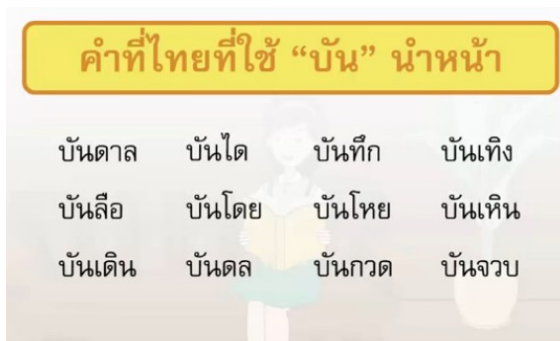 คำที่ไทยที่ใช้ “บัน” นำหน้า
บันดาล บันได บันทึก บันเทิง
บันลือ บันโดย บันโหย บันเหิน
บันเดิน บันดล บันกวด บันจวบ